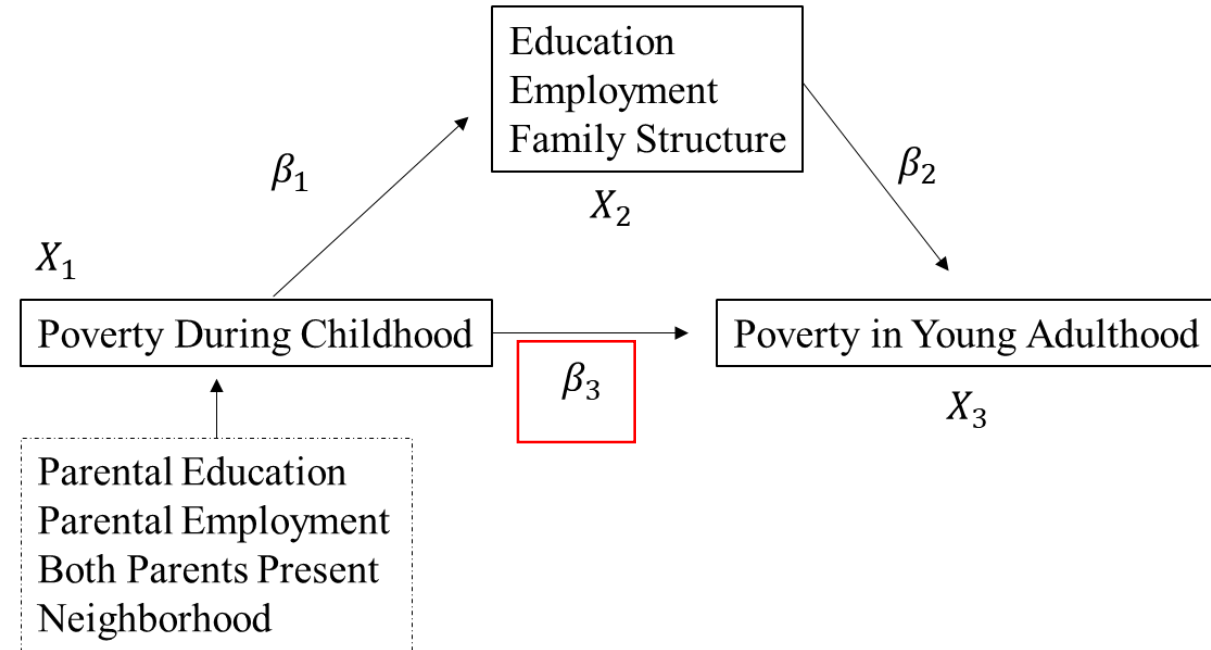 Education
Employment
Family Structure
β₁
β₂
X₂
X₁
Poverty During Childhood
Poverty in Young Adulthood
β₃
X₃
Parental Education
Parental Employment
Both Parents Present
Neighborhood